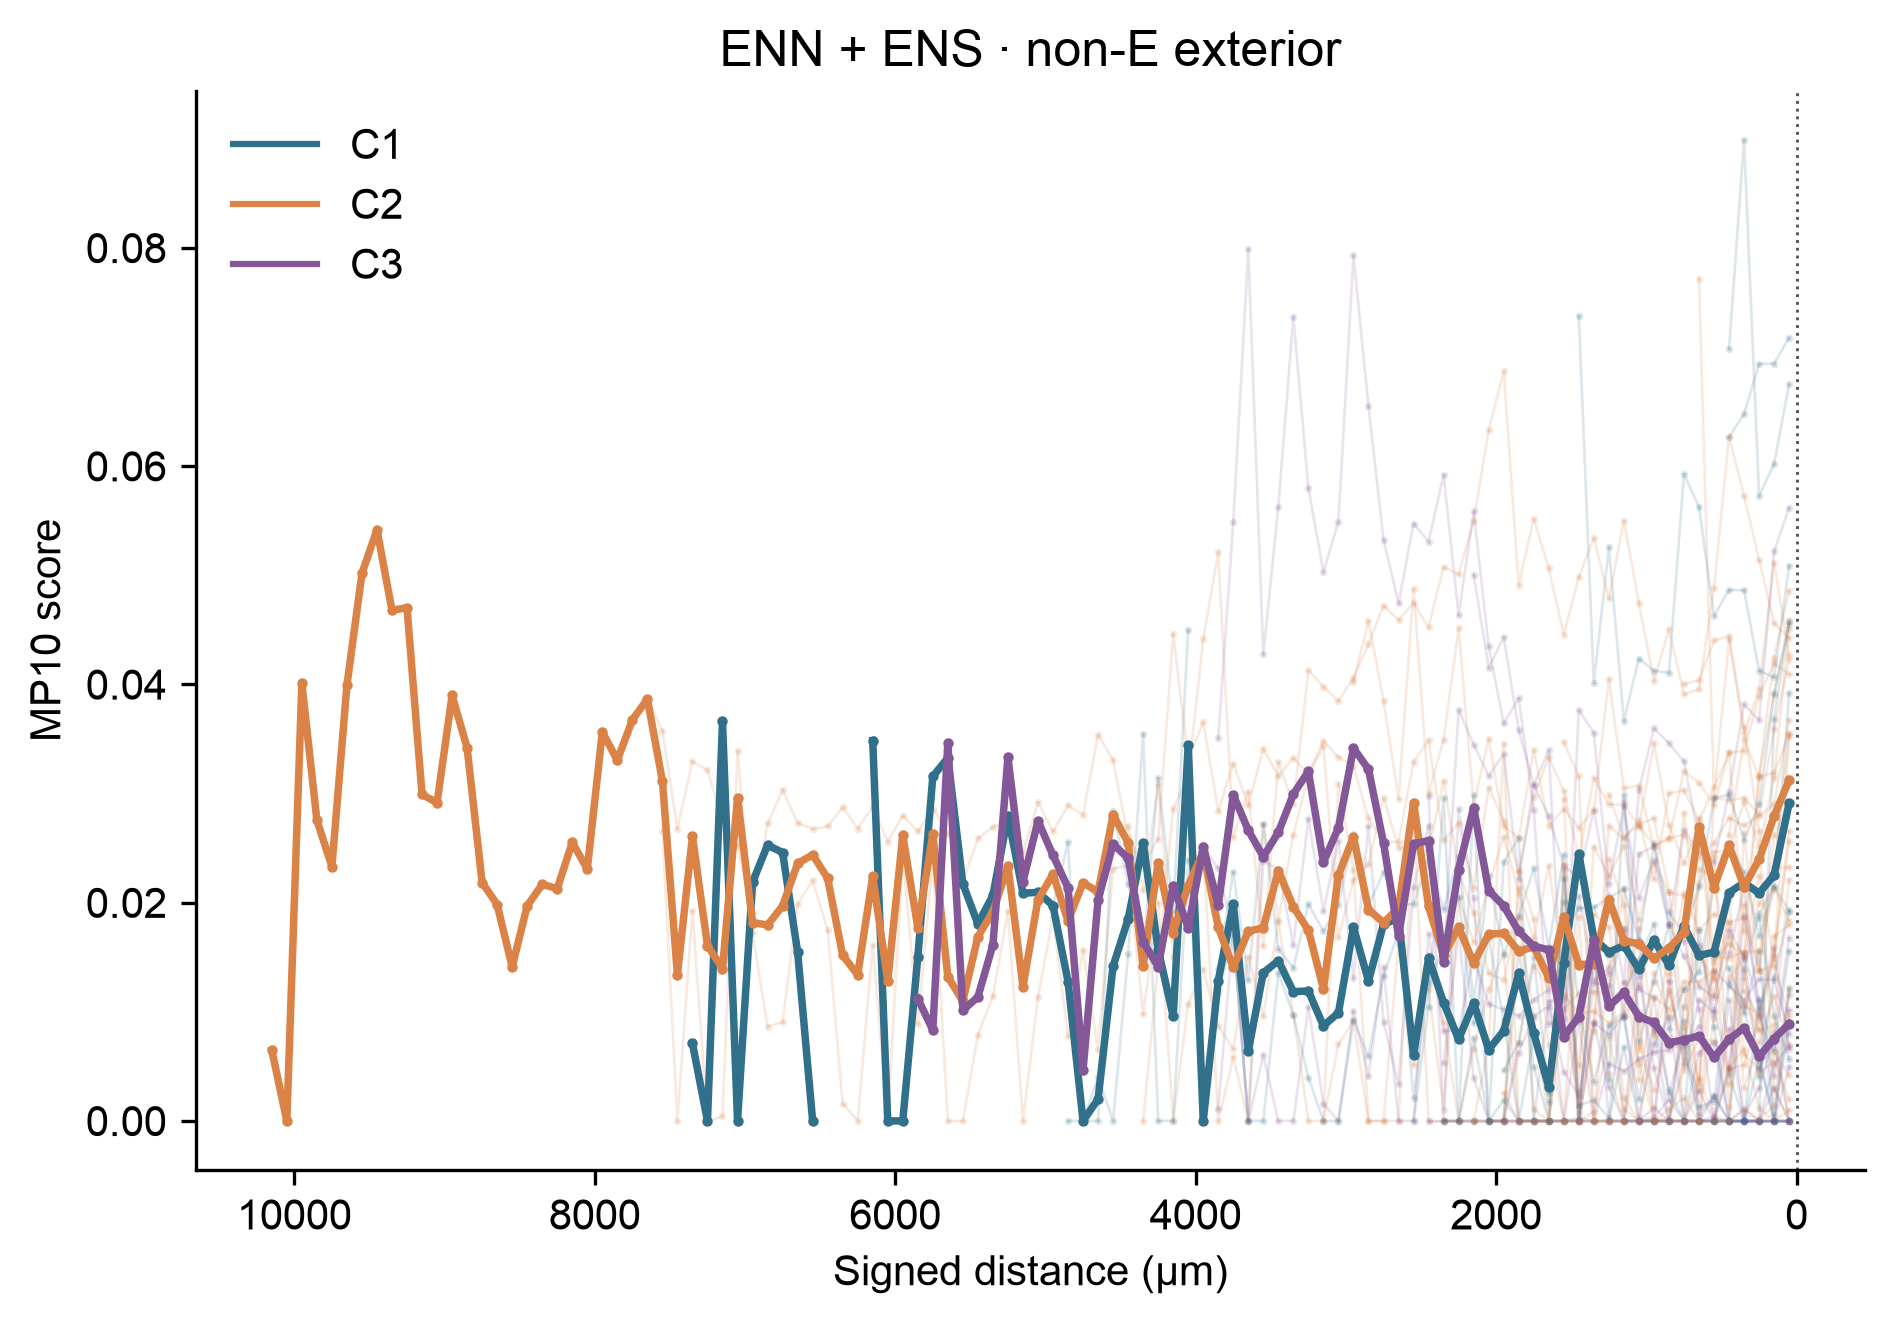 ENN + ENS · non-E exterior
C1
C2
C3
MP10 score
0.08
0.06
0.04
0.02
0.00
10000 8000 6000 4000 2000 0
Signed distance (µm)